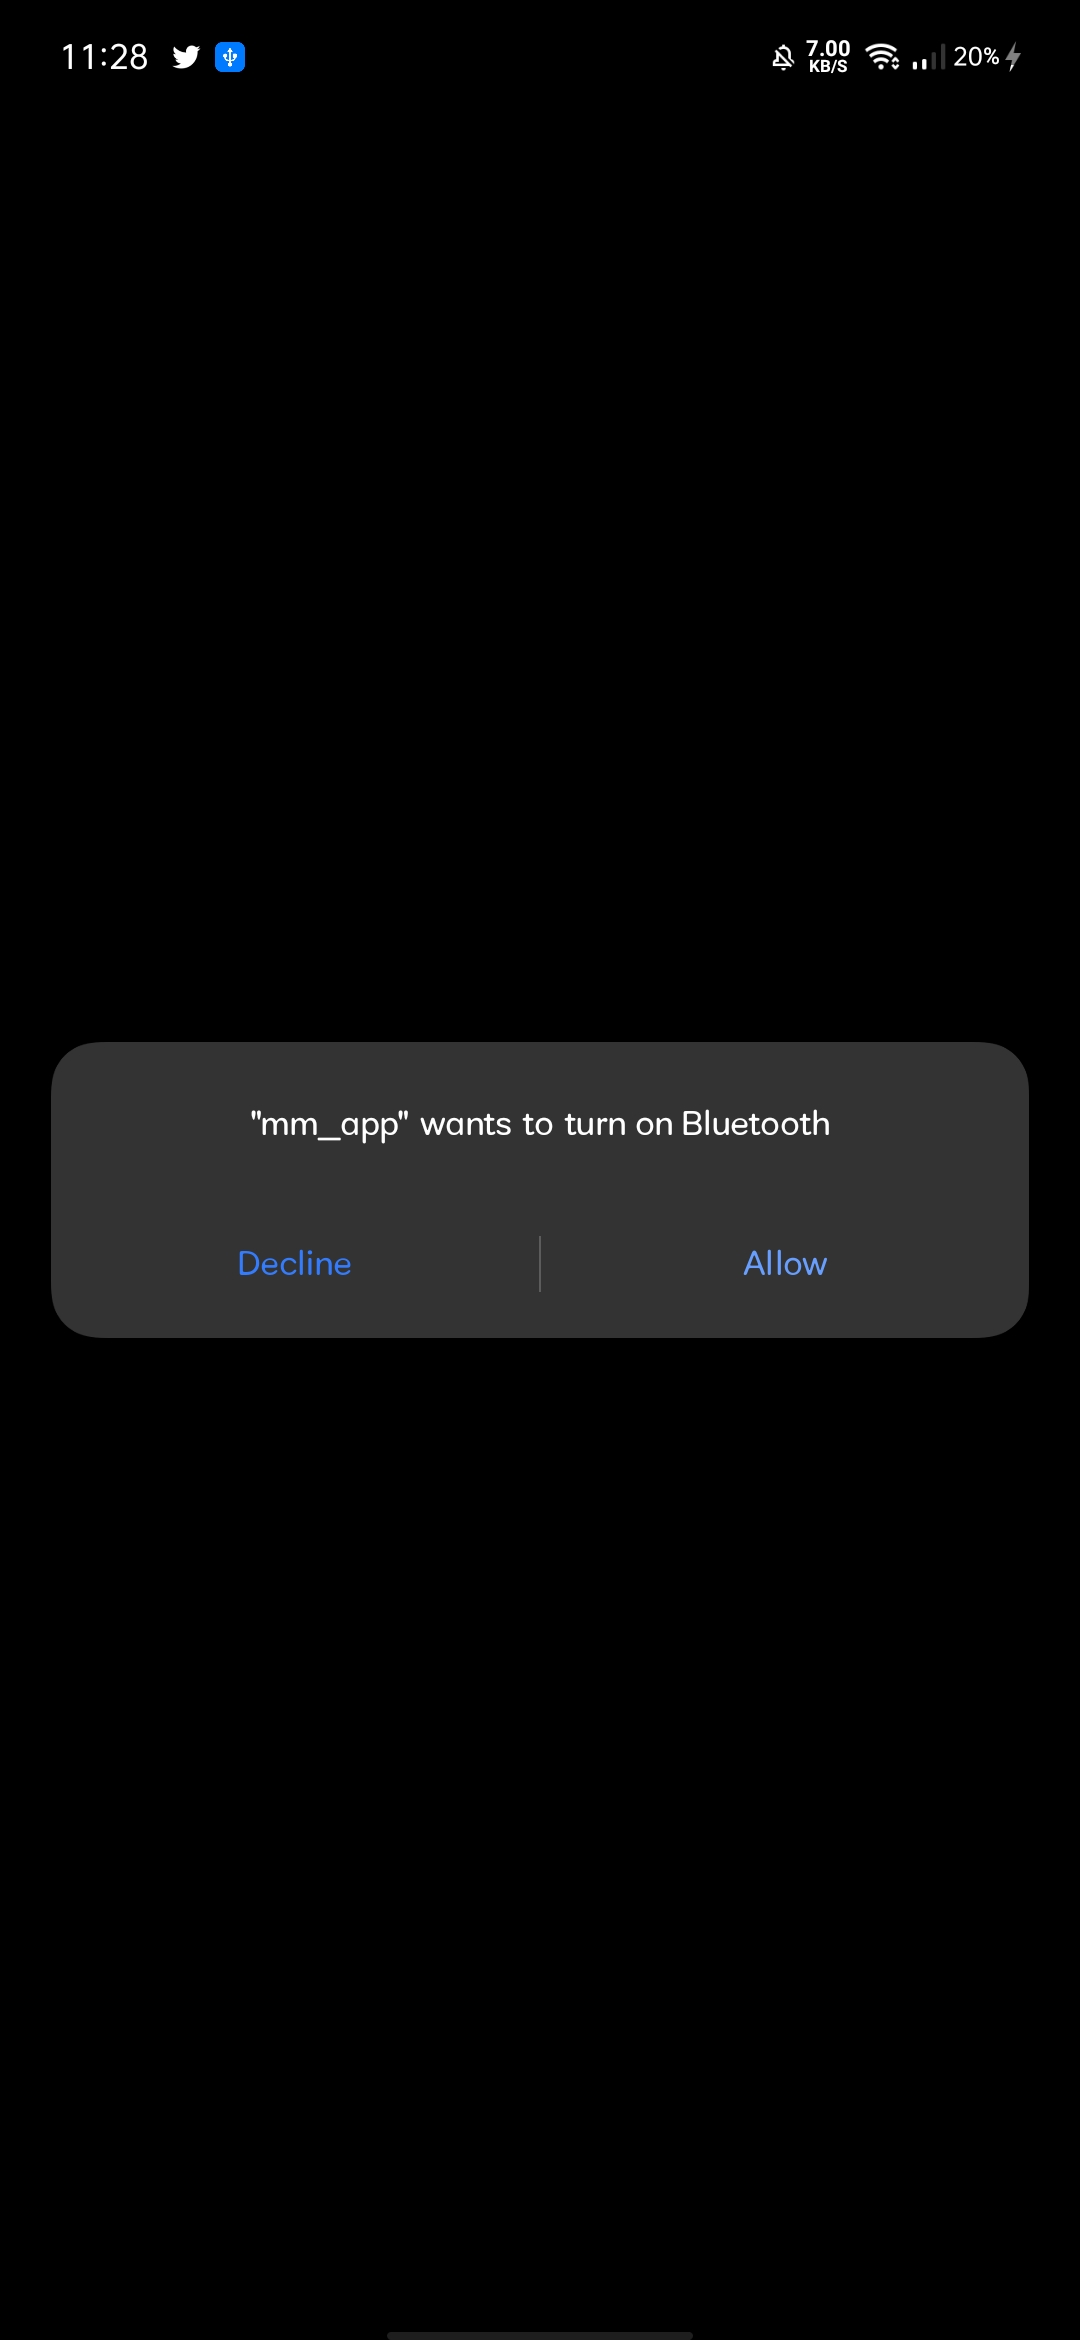 11:28 7.00 KB/S 20%
"mm_app" wants to turn on Bluetooth
Decline Allow